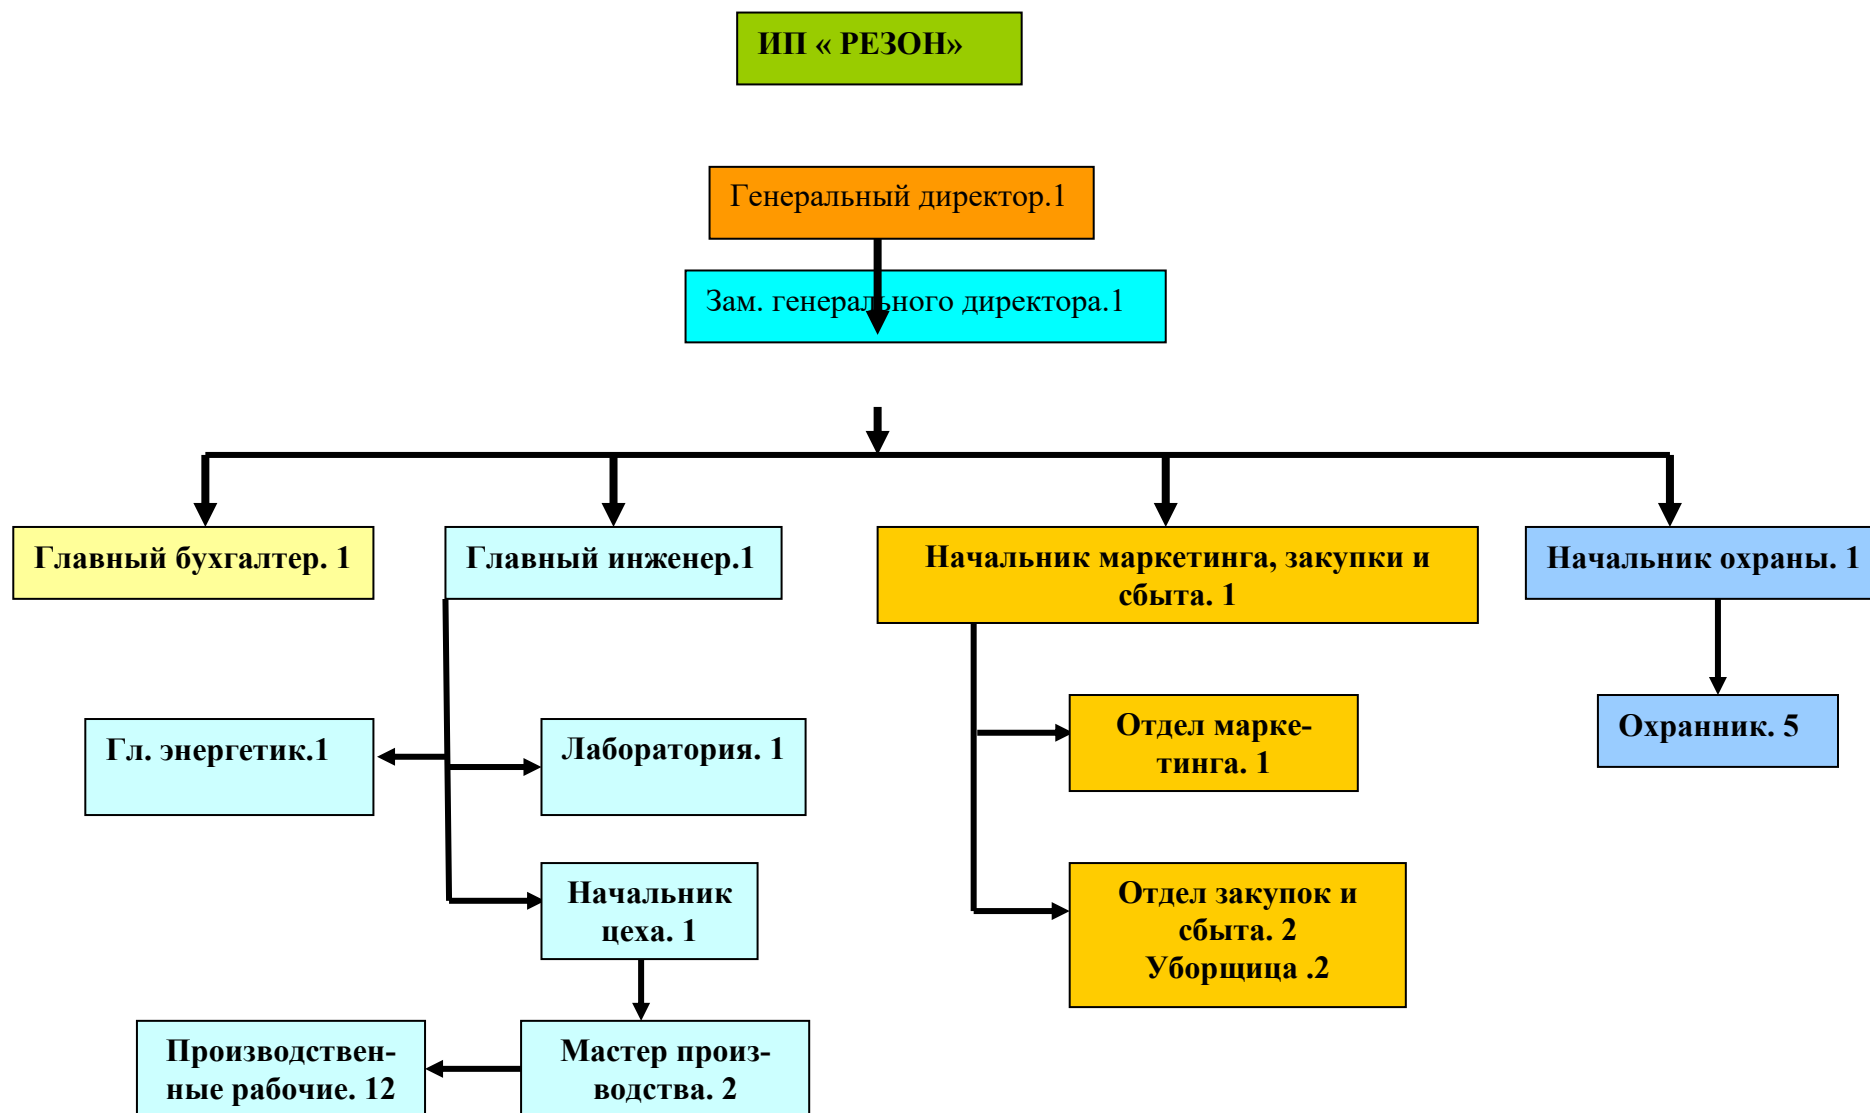 ИП « РЕЗОН»
Генеральный директор.1
Зам. генерального директора.1
Главный бухгалтер. 1
Главный инженер.1
Начальник маркетинга, закупки и
сбыта. 1
Начальник охраны. 1
Гл. энергетик.1
Лаборатория. 1
Отдел марке-
тинга. 1
Охранник. 5
Начальник
цеха. 1
Отдел закупок и
сбыта. 2
Уборщица .2
Производствен-
ные рабочие. 12
Мастер произ-
водства. 2